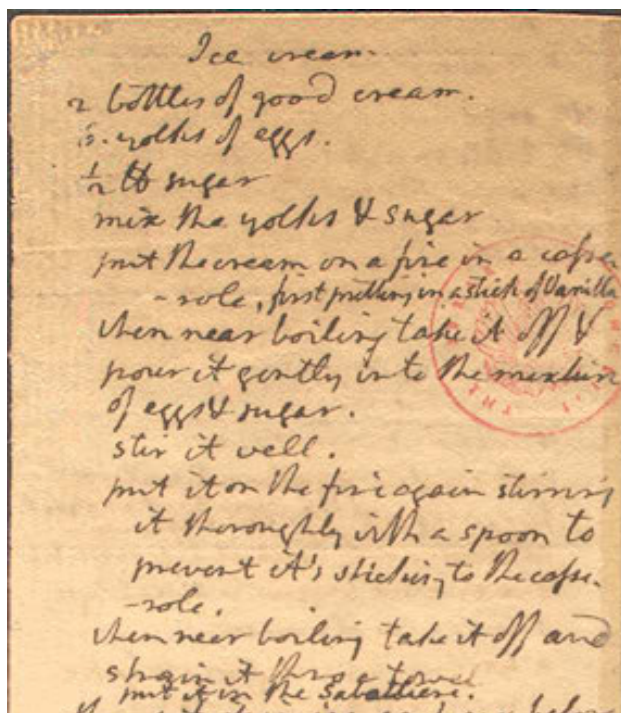 Ice cream.
2 bottles of good cream.
6. yolks of eggs.
½ ℔ sugar
mix the yolks & sugar
put the cream on a fire in a casse
-role, first putting in a stick of Vanilla.
when near boiling take it off &
pour it gently into the mixture
of eggs & sugar.
stir it well.
put it on the fire again stirring
it thoroughly with a spoon to
prevent it's sticking to the casse-
-role.
when near boiling take it off and
strain it thro' a towel
put it in the Sabottiere.